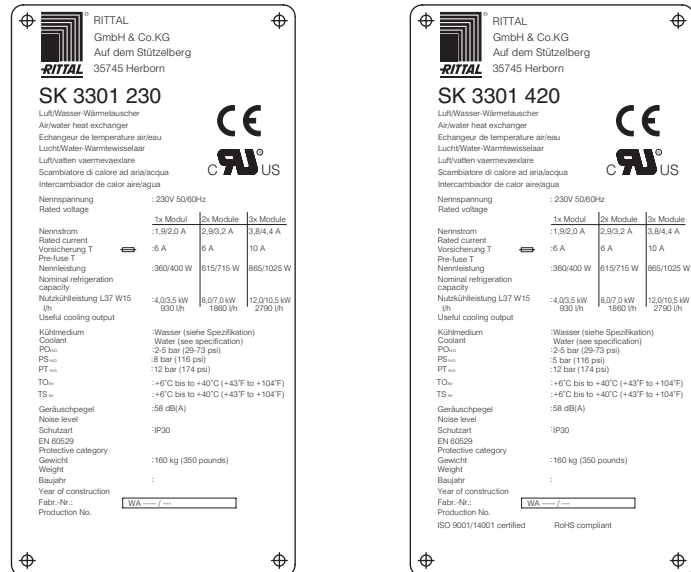 RITTAL
GmbH & Co.KG
Auf dem Stützelberg
35745 Herborn
RITTAL
SK 3301 230
Luft/Wasser-Wärmetauscher
Air/water heat exchanger
Echangeur de temperature air/eau
Lucht/Water-Warmtewisselaar
Luft/vatten vaermevaexlare
Scambiatore di calore ad aria/acqua
Intercambiador de calor aire/agua
CE
C RU ® US
Nennspannung : 230V 50/60Hz
Rated voltage
1x Modul 2x Module 3x Module
Nennstrom :1,9/2,0 A 2,9/3,2 A 3,8/4,4 A
Rated current
Vorsicherung T :6 A 6 A 10 A
Pre-fuse T
Nennleistung :360/400 W 615/715 W 865/1025 W
Nominal refrigeration
capacity
Nutzkühlleistung L37 W15 :4,0/3,5 kW 8,0/7,0 kW 12,0/10,5 kW
l/h 930 l/h 1860 l/h 2790 l/h
Useful cooling output
Kühlmedium :Wasser (siehe Spezifikation)
Coolant Water (see specification)
PO :2-5 bar (29-73 psi)
PS :8 bar (116 psi)
PT :12 bar (174 psi)
TO :+6°C bis to +40°C (+43°F to +104°F)
TS :+6°C bis to +40°C (+43°F to +104°F)
Geräuschpegel :58 dB(A)
Noise level
Schutzart :IP30
EN 60529
Protective category
Gewicht :160 kg (350 pounds)
Weight
Baujahr :
Year of construction
Fabr.-Nr.: WA ----- / ---
Production No.
RITTAL
GmbH & Co.KG
Auf dem Stützelberg
35745 Herborn
RITTAL
SK 3301 420
Luft/Wasser-Wärmetauscher
Air/water heat exchanger
Echangeur de temperature air/eau
Lucht/Water-Warmtewisselaar
Luft/vatten vaermevaexlare
Scambiatore di calore ad aria/acqua
Intercambiador de calor aire/agua
CE
C RU ® US
Nennspannung : 230V 50/60Hz
Rated voltage
1x Modul 2x Module 3x Module
Nennstrom :1,9/2,0 A 2,9/3,2 A 3,8/4,4 A
Rated current
Vorsicherung T :6 A 6 A 10 A
Pre-fuse T
Nennleistung :360/400 W 615/715 W 865/1025 W
Nominal refrigeration
capacity
Nutzkühlleistung L37 W15 :4,0/3,5 kW 8,0/7,0 kW 12,0/10,5 kW
l/h 930 l/h 1860 l/h 2790 l/h
Useful cooling output
Kühlmedium :Wasser (siehe Spezifikation)
Coolant Water (see specification)
PO :2-5 bar (29-73 psi)
PS :5 bar (116 psi)
PT :12 bar (174 psi)
TO :+6°C bis to +40°C (+43°F to +104°F)
TS :+6°C bis to +40°C (+43°F to +104°F)
Geräuschpegel :58 dB(A)
Noise level
Schutzart :IP30
EN 60529
Protective category
Gewicht :160 kg (350 pounds)
Weight
Baujahr :
Year of construction
Fabr.-Nr.: WA ----- / ---
Production No.
ISO 9001/14001 certified RoHS compliant